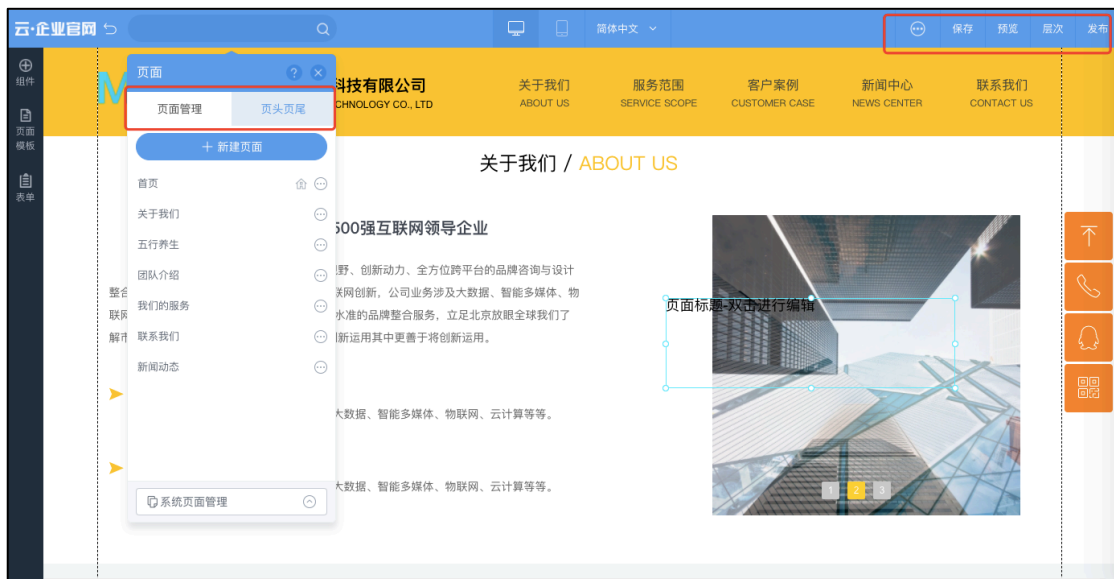 云·企业官网
简体中文
保存 预览 层次 发布
组件
页面
模板
表单
页面
?
页面管理 页头页尾
+ 新建页面
首页
关于我们
五行养生
团队介绍
我们的服务
联系我们
新闻动态
系统页面管理
M
科技有限公司
CHNOLOGY CO., LTD
关于我们 服务范围 客户案例 新闻中心 联系我们
ABOUT US SERVICE SCOPE CUSTOMER CASE NEWS CENTER CONTACT US
关于我们 / ABOUT US
500强互联网领导企业
野、创新动力、全方位跨平台的品牌咨询与设计
整合
联网创新，公司业务涉及大数据、智能多媒体、物
联网
水准的品牌整合服务，立足北京放眼全球我们了
解市
新运用其中更善于将创新运用。
大数据、智能多媒体、物联网、云计算等等。
大数据、智能多媒体、物联网、云计算等等。
页面标题-双击进行编辑
1 2 3